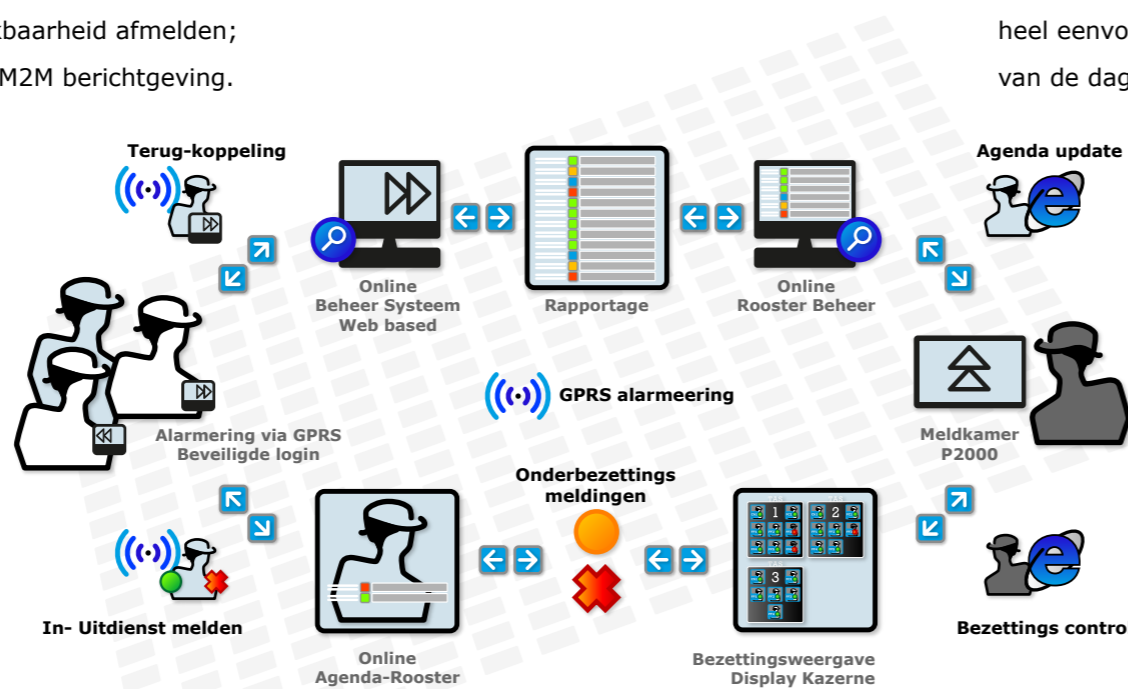 kbaarheid afmelden;
heel eenvo
M2M berichtgeving.
van de dag
Terug-koppeling
Agenda update
Online
Beheer Systeem
Web based
Rapportage
Online
Rooster Beheer
GPRS alarmeering
Alarmering via GPRS
Beveiligde login
Meldkamer
P2000
Onderbezettings
meldingen
1
2
3
In- Uitdienst melden
Bezettings control
Online
Agenda-Rooster
Bezettingsweergave
Display Kazerne